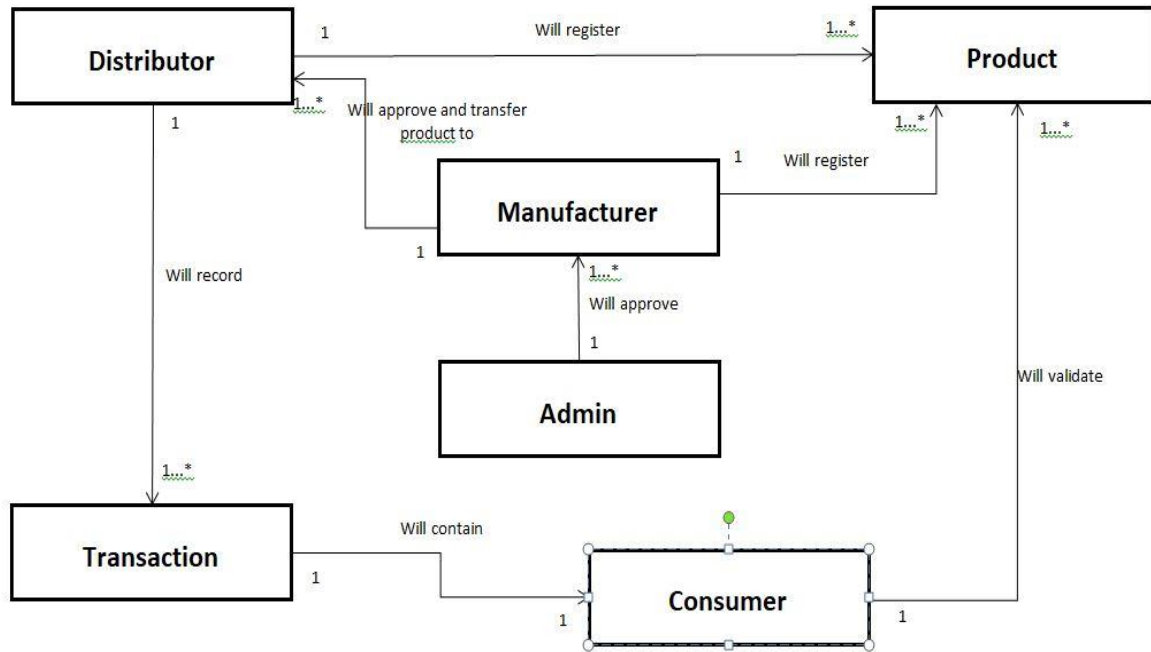 1
Will register
1...*
Distributor
Product
1...*
Will approve and transfer
product to
1
1...*
1...*
1
Will register
Manufacturer
1
1...*
Will record
Will approve
1
Will validate
Admin
1...*
Will contain
Transaction
1
Consumer
1
1